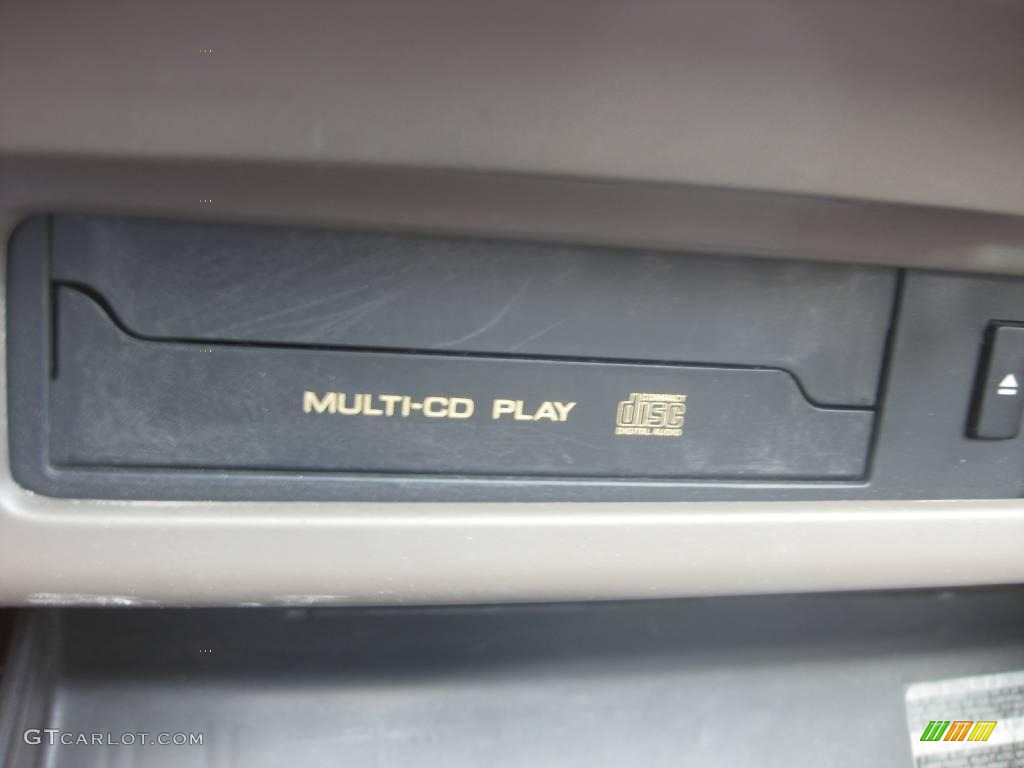 MULTI-CD PLAY
COMPACT
disc
DIGITAL AUDIO
GTCARLOT.COM